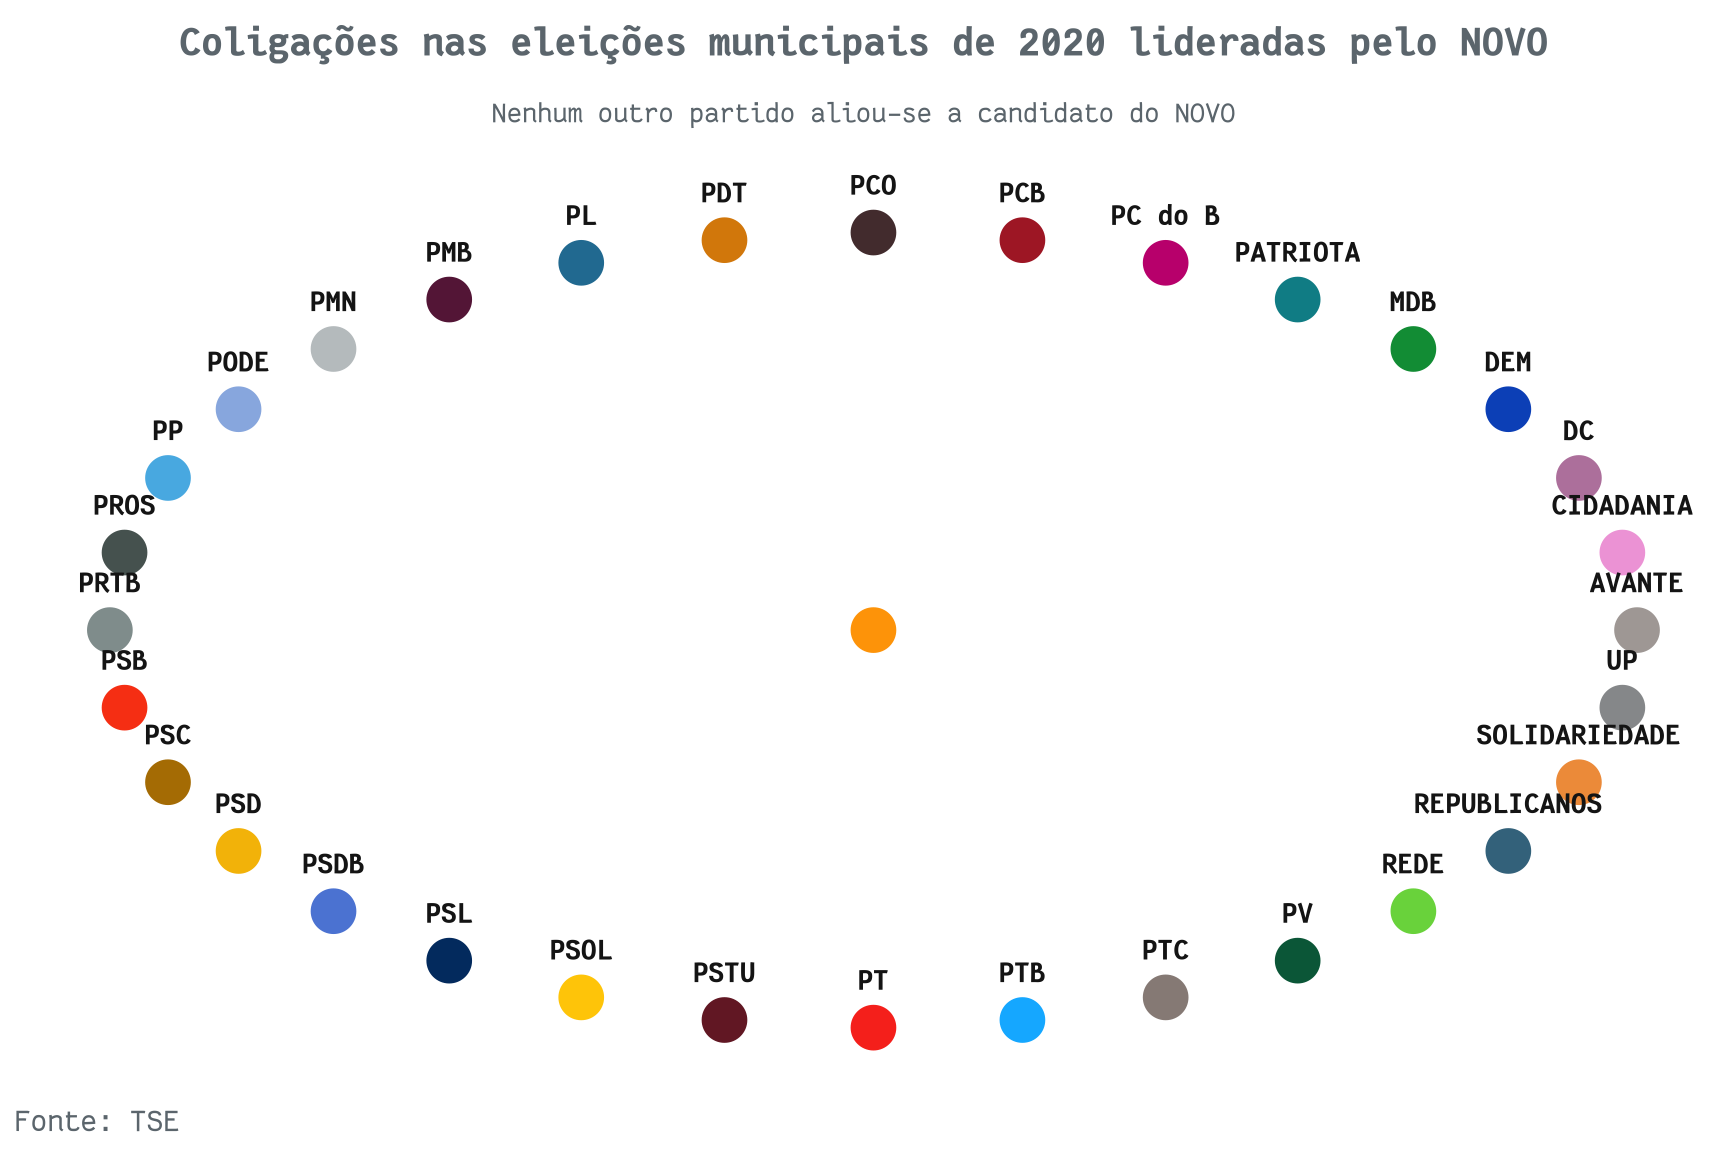 Coligações nas eleições municipais de 2020 lideradas pelo NOVO
Nenhum outro partido aliou-se a candidato do NOVO
PCO
PDT
PCB
PL
PC do B
PMB
PATRIOTA
PMN
MDB
PODE
DEM
PP
DC
PROS
CIDADANIA
PRTB
AVANTE
PSB
UP
PSC
SOLIDARIEDADE
PSD
REPUBLICANOS
PSDB
REDE
PSL
PV
PSOL
PTC
PSTU
PTB
PT
Fonte: TSE